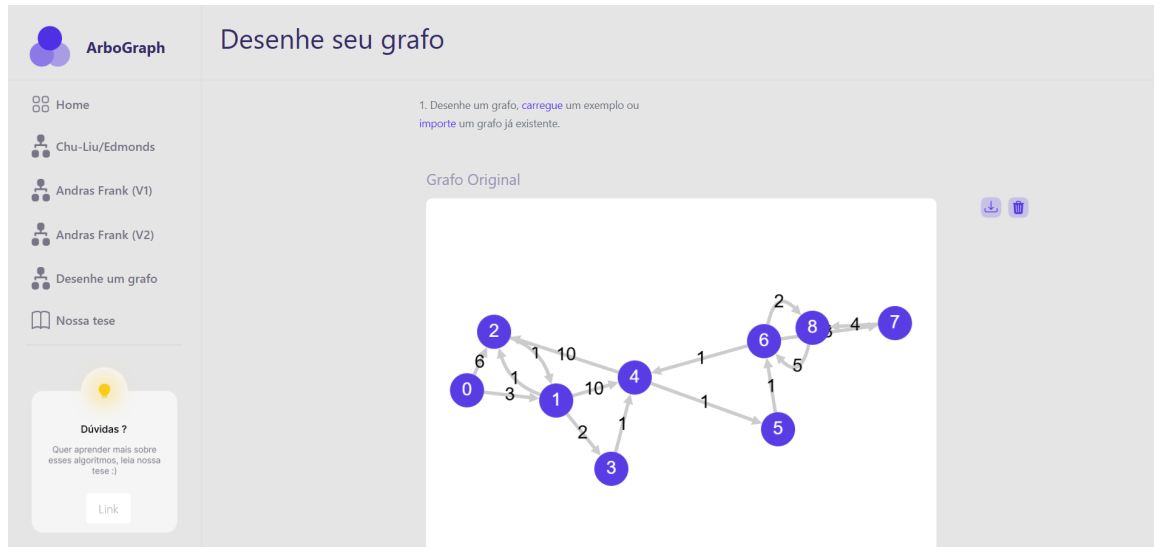 ArboGraph
Desenhe seu grafo
Home
Chu-Liu/Edmonds
Andras Frank (V1)
Andras Frank (V2)
Desenhe um grafo
Nossa tese
Dúvidas ?
Quer aprender mais sobre
esses algoritmos, leia nossa
tese :)
Link
1. Desenhe um grafo, carregue um exemplo ou
importe um grafo já existente.
Grafo Original
2
8
7
4
2
6
5
1
10
1
6
1
4
0
3
1
10
1
1
5
2
1
3